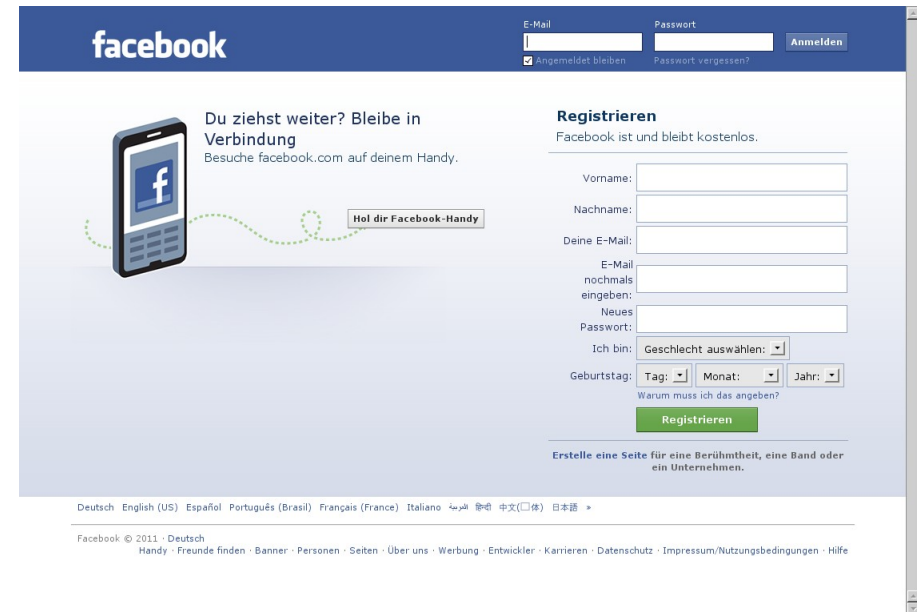 facebook
E-Mail
Passwort
Anmelden
Angemeldet bleiben
Passwort vergessen?
Du ziehst weiter? Bleibe in
Verbindung
Besuche facebook.com auf deinem Handy.
f
Hol dir Facebook-Handy
Registrieren
Facebook ist und bleibt kostenlos.
Vorname:
Nachname:
Deine E-Mail:
E-Mail
nochmals
eingeben:
Neues
Passwort:
Ich bin: Geschlecht auswählen:
Geburtstag: Tag: Monat: Jahr:
Warum muss ich das angeben?
Registrieren
Erstelle eine Seite für eine Berühmtheit, eine Band oder
ein Unternehmen.
Deutsch English (US) Español Português (Brasil) Français (France) Italiano العربية हिन्दी 中文(□体) 日本語 »
Facebook © 2011 · Deutsch
Handy · Freunde finden · Banner · Personen · Seiten · Über uns · Werbung · Entwickler · Karrieren · Datenschutz · Impressum/Nutzungsbedingungen · Hilfe